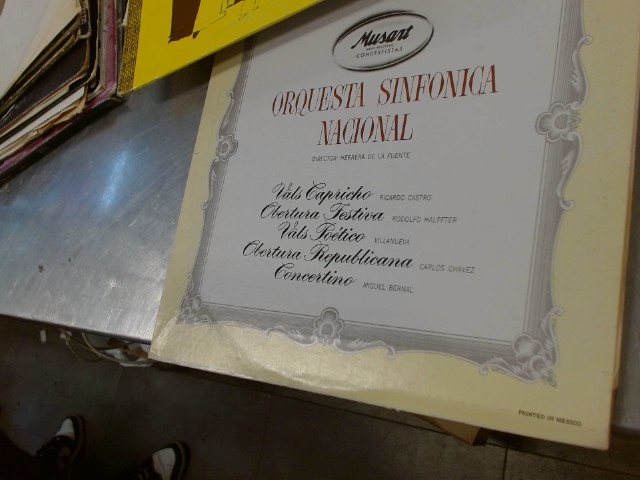 Musart
CONCERTISTAS
ORQUESTA SINFONICA
NACIONAL
DIRECTOR HERRERA DE LA FUENTE
Vals Capricho RICARDO CASTRO
Obertura Festiva RODOLFO HALFFTER
Vals Poético VILLANUEVA
Obertura Republicana CARLOS CHAVEZ
Concertino MIGUEL BERNAL
PRINTED IN MEXICO